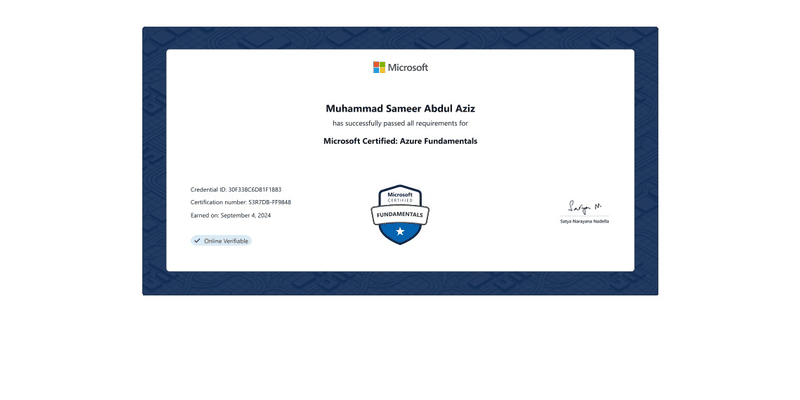 Microsoft
Muhammad Sameer Abdul Aziz
has successfully passed all requirements for
Microsoft Certified: Azure Fundamentals
Credential ID: 30F338C6D81F1883
Certification number: S3R7DB-FF9848
Earned on: September 4, 2024
Online Verifiable
Microsoft
CERTIFIED
FUNDAMENTALS
Satya N.
Satya Narayana Nadella